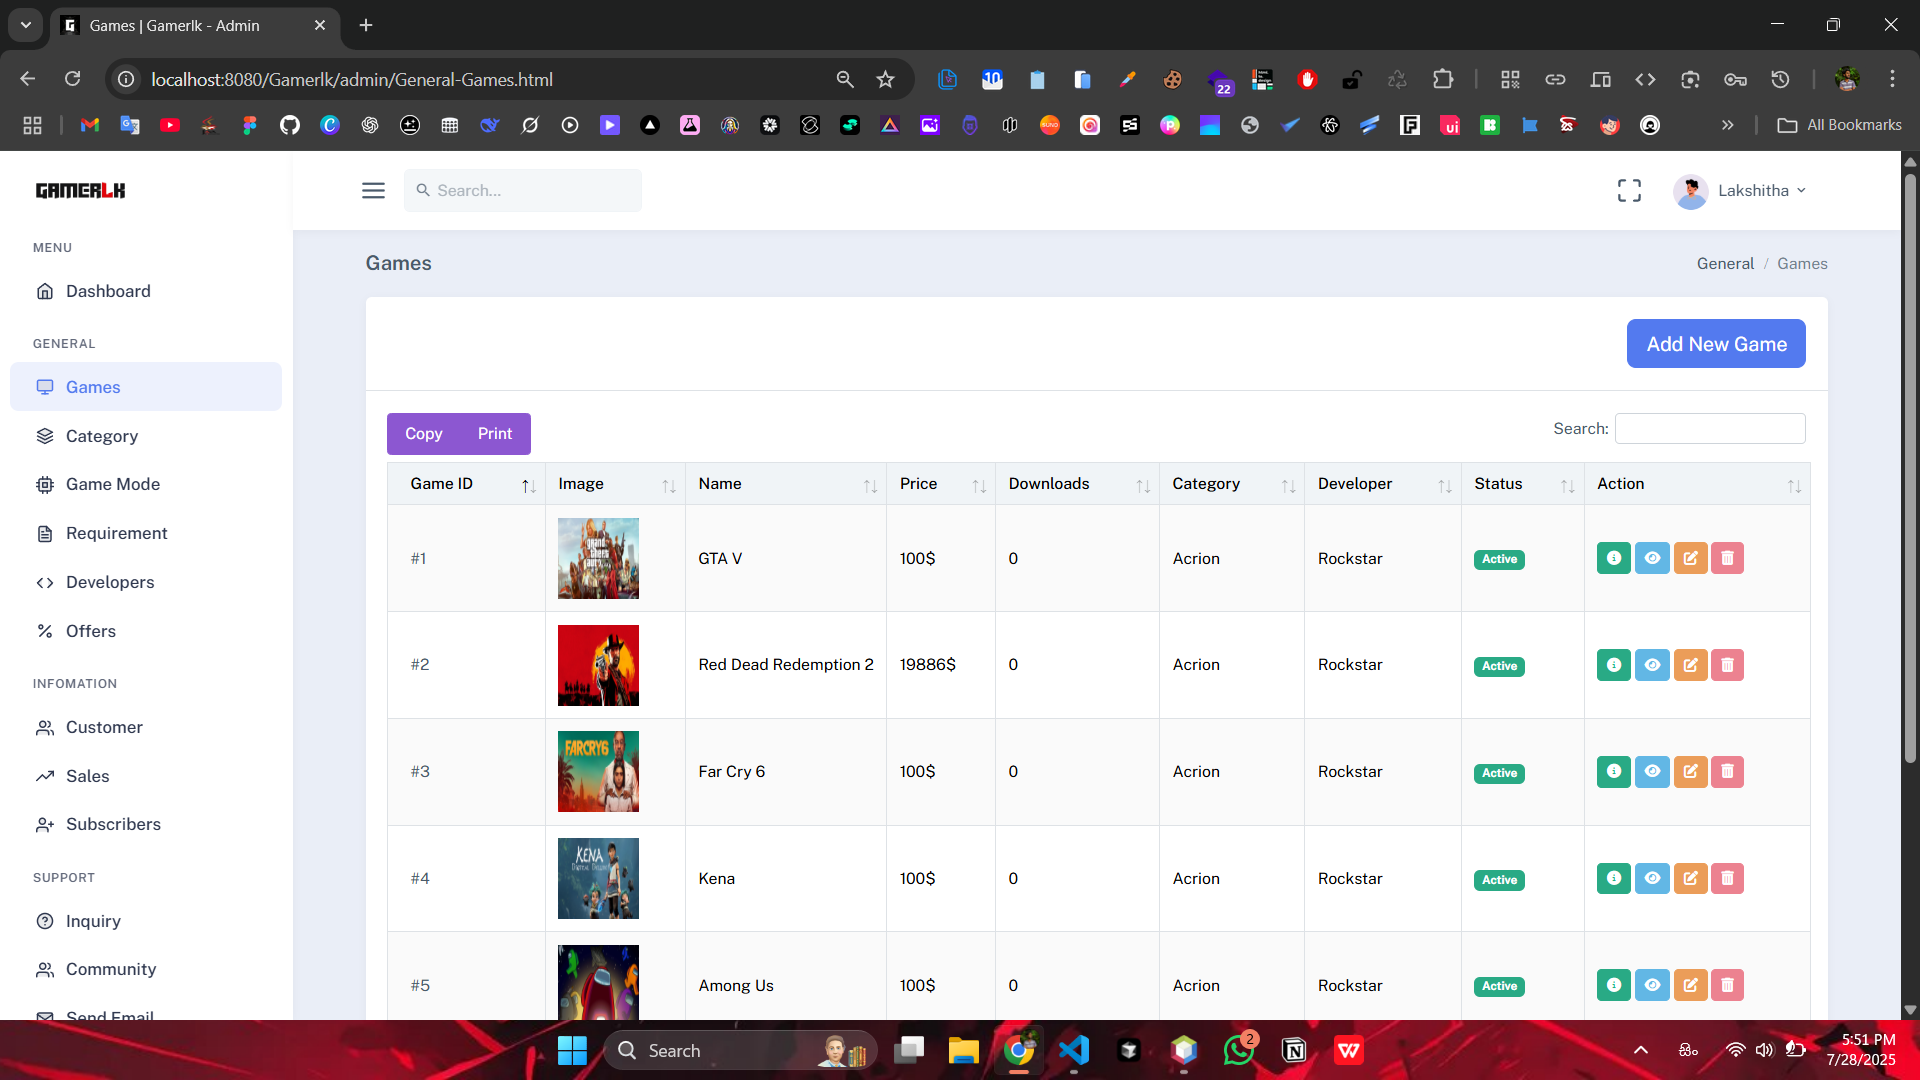 Games | Gamerlk - Admin
localhost:8080/Gamerlk/admin/General-Games.html
10
22
All Bookmarks
GAMERLK
Search...
Lakshitha
MENU
Dashboard
GENERAL
Games
Category
Game Mode
Requirement
Developers
Offers
INFOMATION
Customer
Sales
Subscribers
SUPPORT
Inquiry
Community
Send Email
Games
General / Games
Add New Game
Copy Print
Search:
Game ID Image Name Price Downloads Category Developer Status Action
#1 GTA V 100$ 0 Acrion Rockstar Active
#2 Red Dead Redemption 2 19886$ 0 Acrion Rockstar Active
FARCRY6
#3 Far Cry 6 100$ 0 Acrion Rockstar Active
KENA
#4 Kena 100$ 0 Acrion Rockstar Active
#5 Among Us 100$ 0 Acrion Rockstar Active
Search
2
5:51 PM
7/28/2025